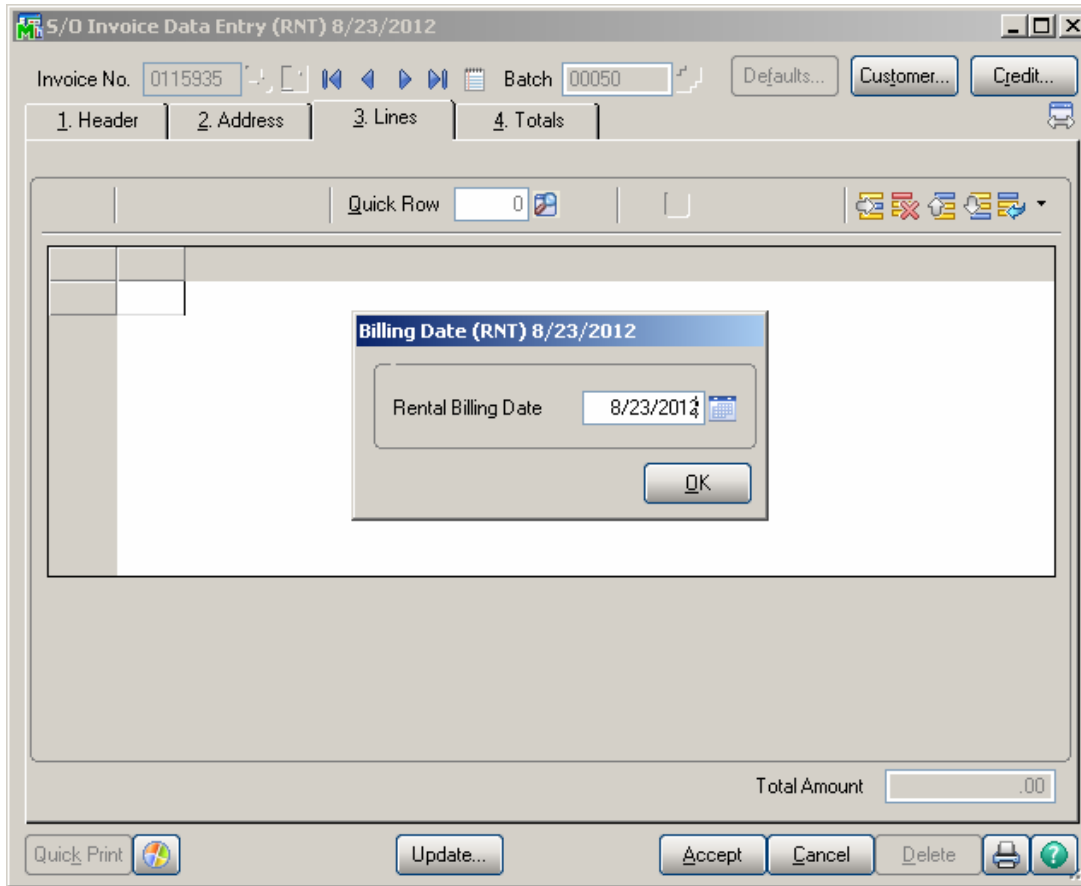 S/O Invoice Data Entry (RNT) 8/23/2012
Invoice No. 0115935 Batch 00050 Defaults... Customer... Credit...
1. Header 2. Address 3. Lines 4. Totals
Quick Row 0
Billing Date (RNT) 8/23/2012
Rental Billing Date 8/23/2012
OK
Total Amount .00
Quick Print Update... Accept Cancel Delete